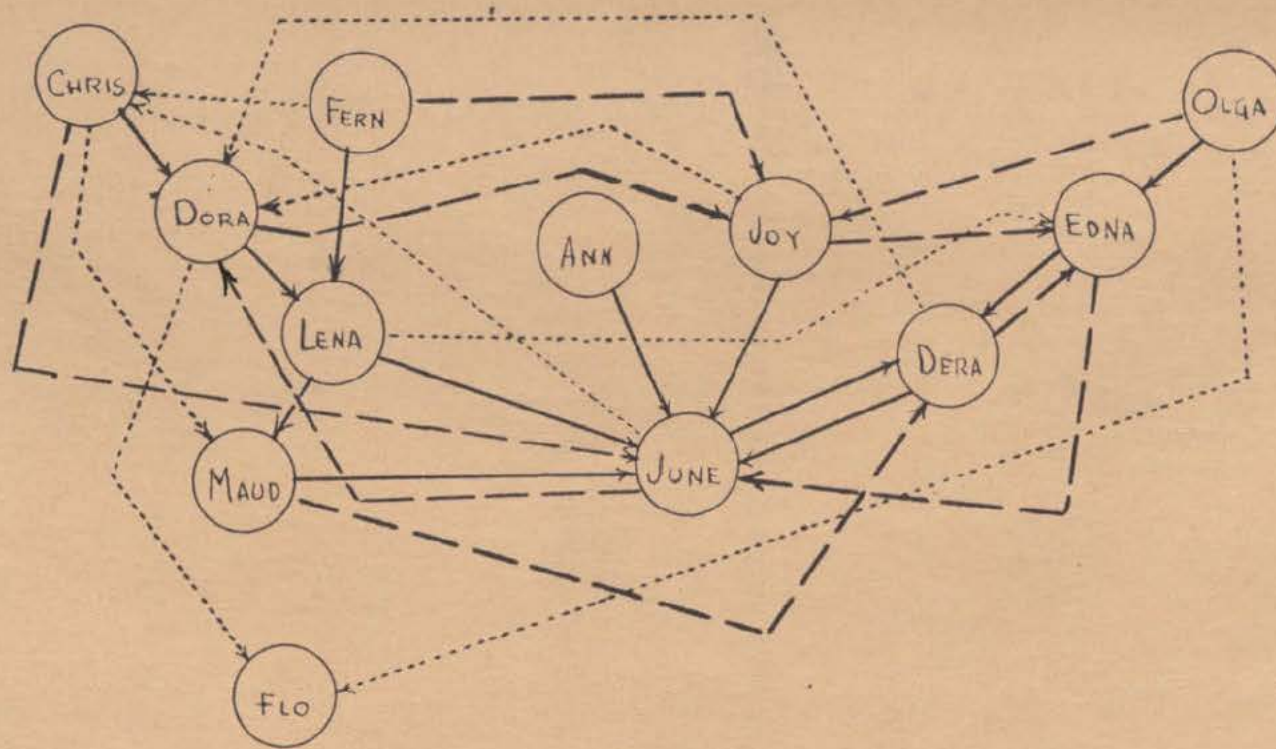 CHRIS
FERN
OLGA
DORA
ANN
JOY
EDNA
LENA
DERA
MAUD
JUNE
FLO